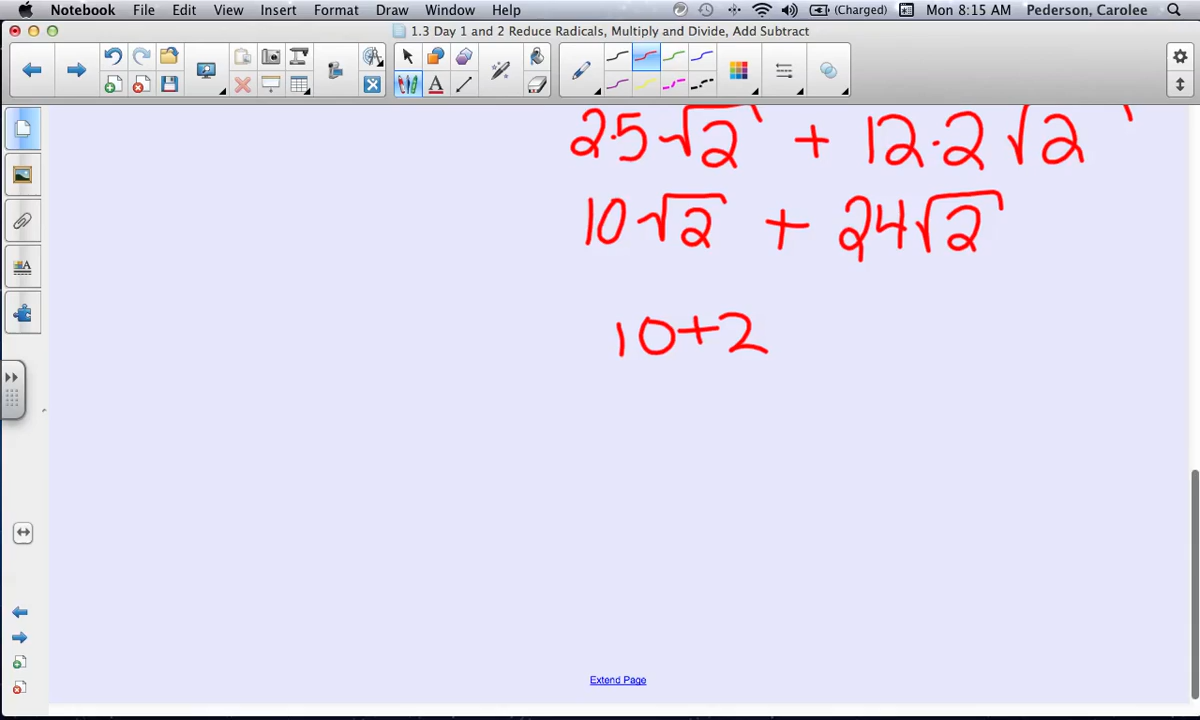 Notebook File Edit View Insert Format Draw Window Help (Charged) Mon 8:15 AM Pederson, Carolee
1.3 Day 1 and 2 Reduce Radicals, Multiply and Divide, Add Subtract
2·5√2 + 12·2√2
10√2 + 24√2
10+2
Extend Page